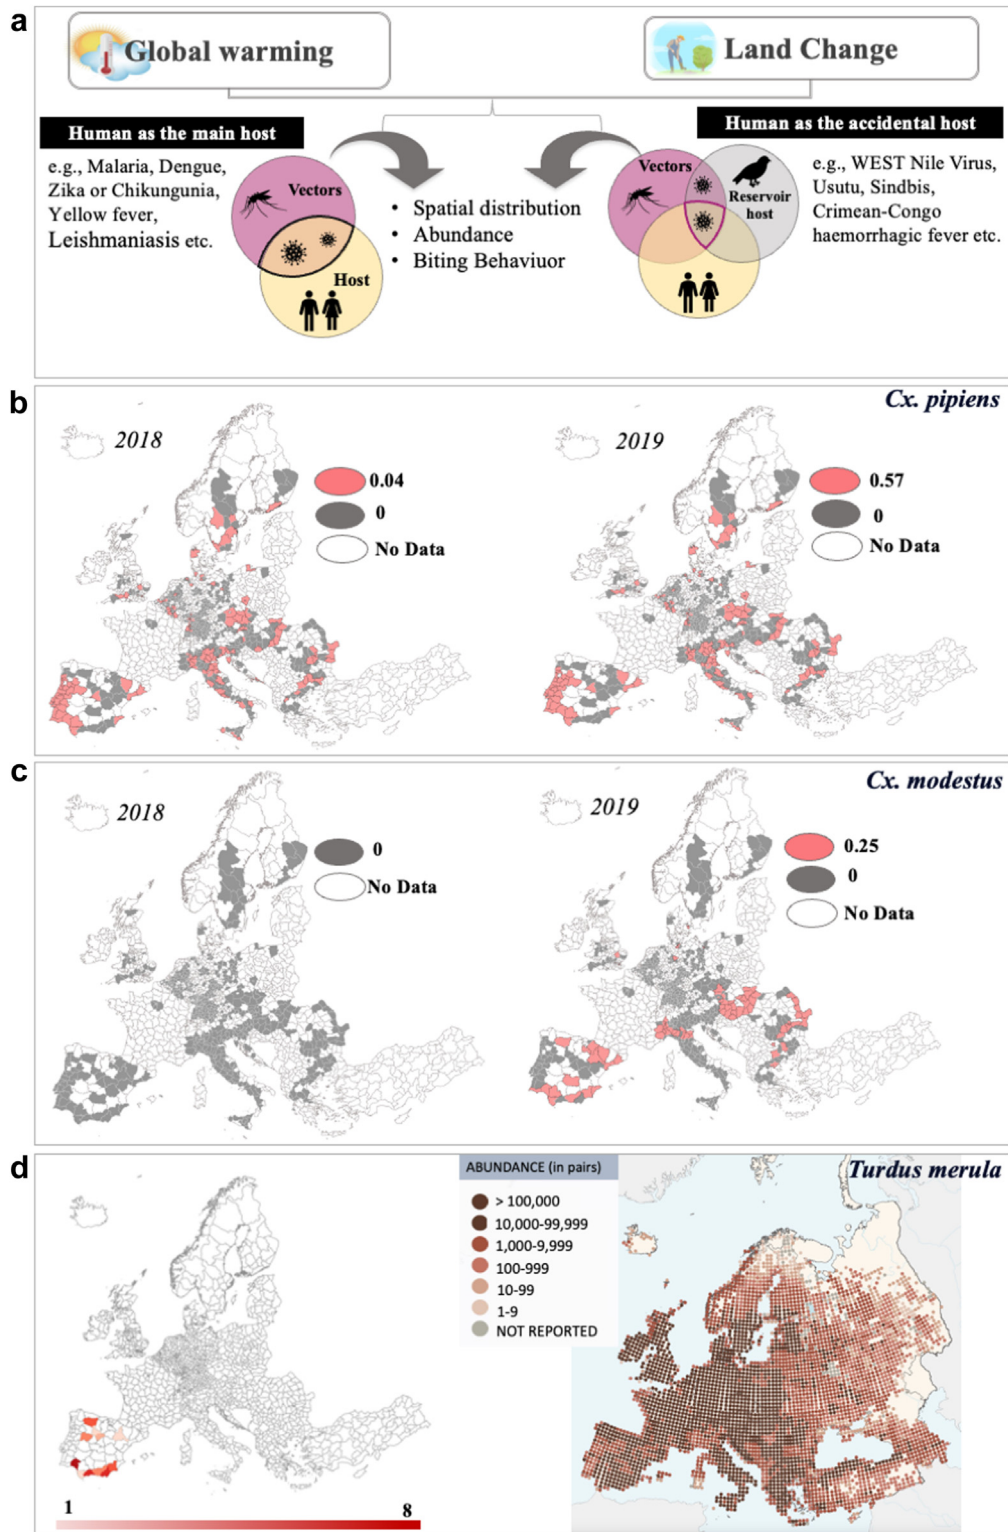 a
Global warming
Land Change
Human as the main host
Human as the accidental host
e.g., Malaria, Dengue,
Zika or Chikungunia,
Yellow fever,
Leishmaniasis etc.
Vectors
Host
• Spatial distribution
• Abundance
• Biting Behaviuor
Vectors
Reservoir
host
e.g., WEST Nile Virus,
Usutu, Sindbis,
Crimean-Congo
haemorrhagic fever etc.
b
Cx. pipiens
2018
0.04
0
No Data
2019
0.57
0
No Data
c
Cx. modestus
2018
0
No Data
2019
0.25
0
No Data
d
Turdus merula
1
8
ABUNDANCE (in pairs)
> 100,000
10,000-99,999
1,000-9,999
100-999
10-99
1-9
NOT REPORTED